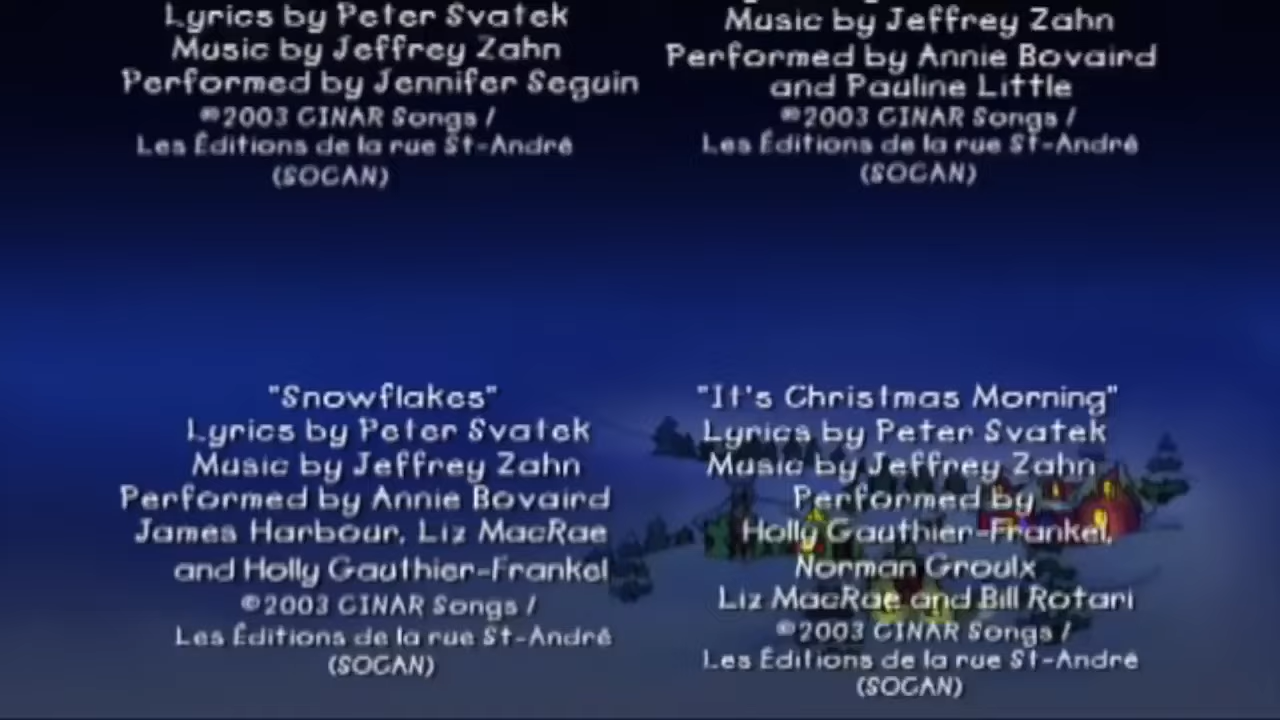 Lyrics by Peter Svatek
Music by Jeffrey Zahn
Performed by Jennifer Seguin
©2003 CINAR Songs /
Les Éditions de la rue St-André
(SOCAN)
Music by Jeffrey Zahn
Performed by Annie Bovaird
and Pauline Little
©2003 CINAR Songs /
Les Éditions de la rue St-André
(SOCAN)
"Snowflakes"
Lyrics by Peter Svatek
Music by Jeffrey Zahn
Performed by Annie Bovaird
James Harbour, Liz MacRae
and Holly Gauthier-Frankel
©2003 CINAR Songs /
Les Éditions de la rue St-André
(SOCAN)
"It's Christmas Morning"
Lyrics by Peter Svatek
Music by Jeffrey Zahn
Performed by
Holly Gauthier-Frankel,
Norman Groulx
Liz MacRae and Bill Rotari
©2003 CINAR Songs /
Les Éditions de la rue St-André
(SOCAN)